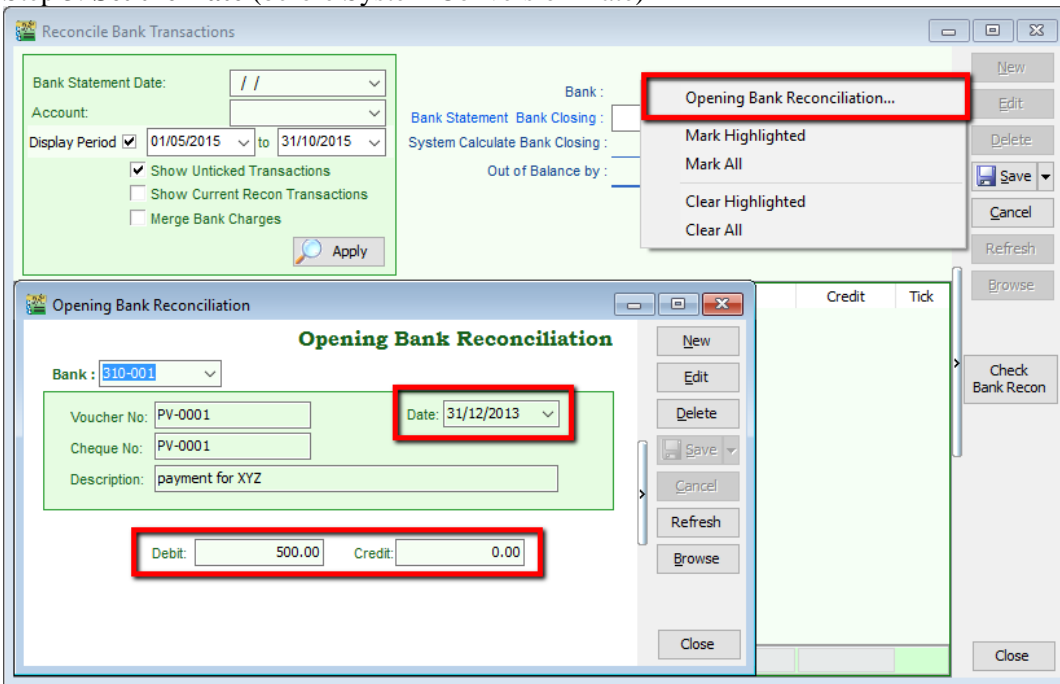 Reconcile Bank Transactions
Bank Statement Date: / /
Account:
Display Period 01/05/2015 to 31/10/2015
Show Unticked Transactions
Show Current Recon Transactions
Merge Bank Charges
Apply
Bank :
Bank Statement Bank Closing :
System Calculate Bank Closing :
Out of Balance by :
Opening Bank Reconciliation...
Mark Highlighted
Mark All
Clear Highlighted
Clear All
New
Edit
Delete
Save
Cancel
Refresh
Browse
Check
Bank Recon
Close
Credit Tick
Opening Bank Reconciliation
Opening Bank Reconciliation
Bank : 310-001
Voucher No: PV-0001 Date: 31/12/2013
Cheque No: PV-0001
Description: payment for XYZ
Debit: 500.00 Credit: 0.00
New
Edit
Delete
Save
Cancel
Refresh
Browse
Close